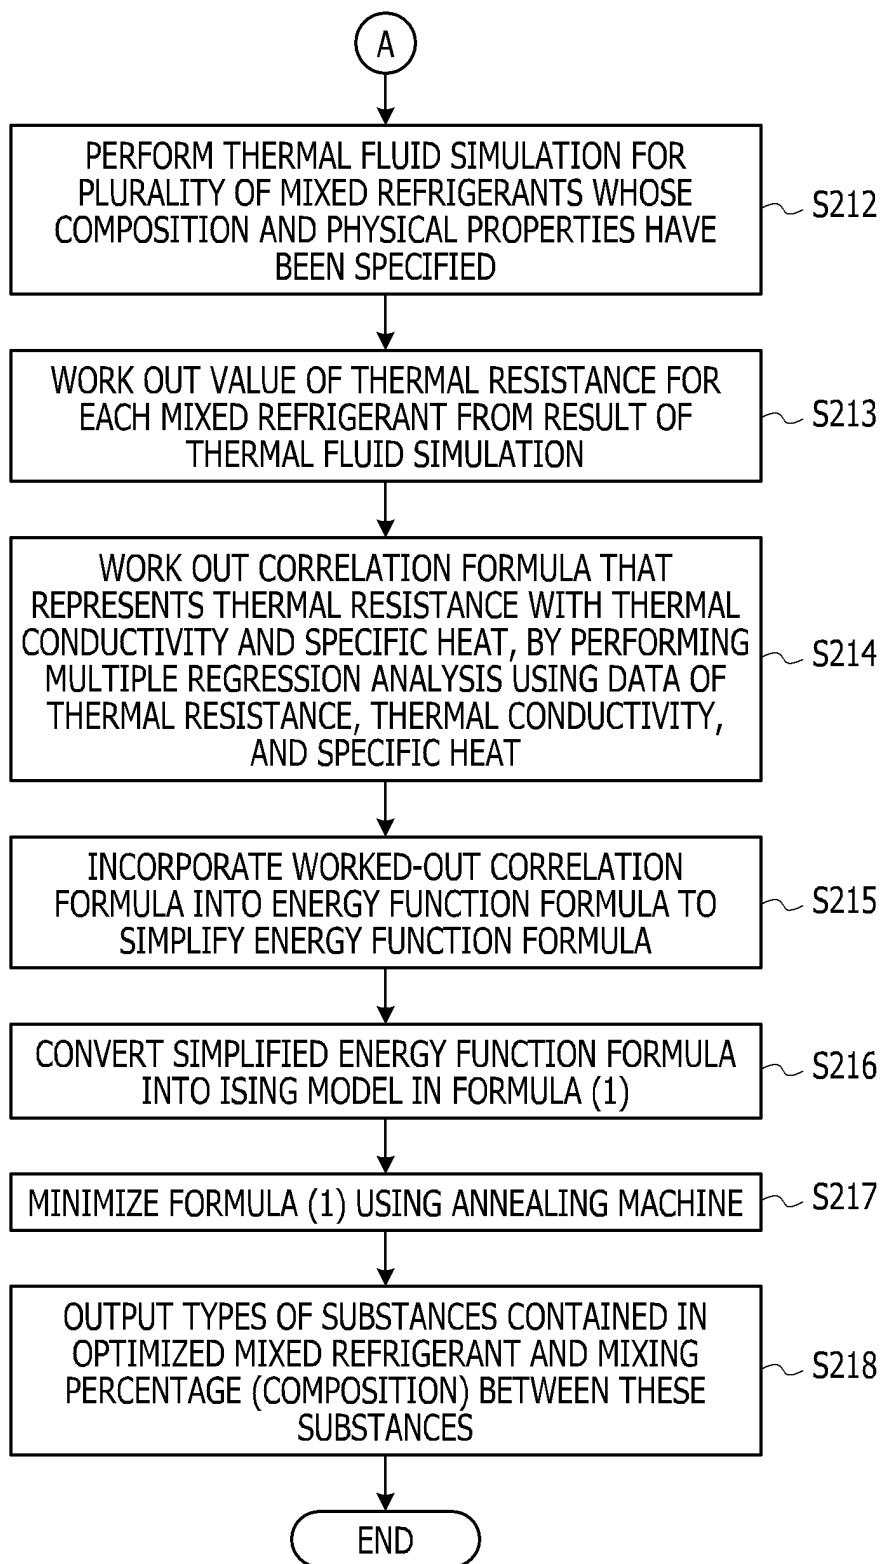 A
PERFORM THERMAL FLUID SIMULATION FOR
PLURALITY OF MIXED REFRIGERANTS WHOSE
COMPOSITION AND PHYSICAL PROPERTIES HAVE
BEEN SPECIFIED
S212
WORK OUT VALUE OF THERMAL RESISTANCE FOR
EACH MIXED REFRIGERANT FROM RESULT OF
THERMAL FLUID SIMULATION
S213
WORK OUT CORRELATION FORMULA THAT
REPRESENTS THERMAL RESISTANCE WITH THERMAL
CONDUCTIVITY AND SPECIFIC HEAT, BY PERFORMING
MULTIPLE REGRESSION ANALYSIS USING DATA OF
THERMAL RESISTANCE, THERMAL CONDUCTIVITY,
AND SPECIFIC HEAT
S214
INCORPORATE WORKED-OUT CORRELATION
FORMULA INTO ENERGY FUNCTION FORMULA TO
SIMPLIFY ENERGY FUNCTION FORMULA
S215
CONVERT SIMPLIFIED ENERGY FUNCTION FORMULA
INTO ISING MODEL IN FORMULA (1)
S216
MINIMIZE FORMULA (1) USING ANNEALING MACHINE
S217
OUTPUT TYPES OF SUBSTANCES CONTAINED IN
OPTIMIZED MIXED REFRIGERANT AND MIXING
PERCENTAGE (COMPOSITION) BETWEEN THESE
SUBSTANCES
S218
END